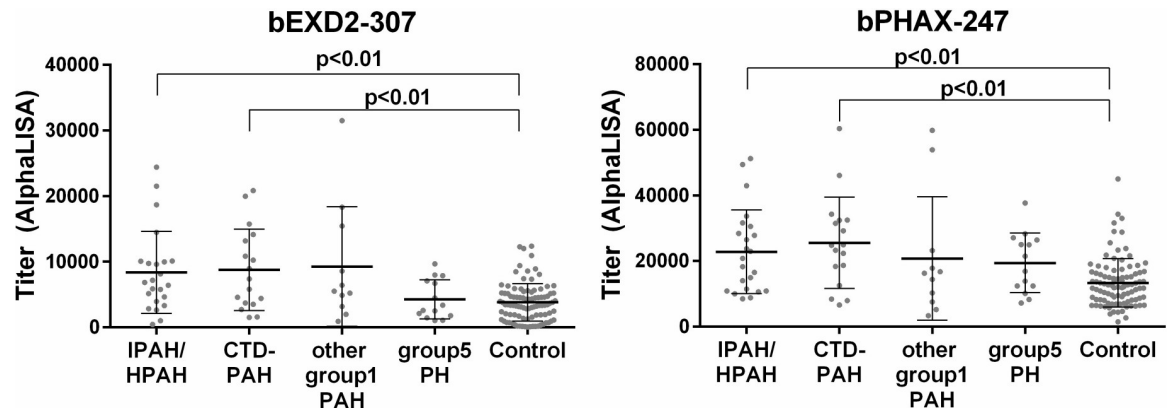 bEXD2-307
Titer (AlphaLISA)
40000
30000
20000
10000
0
p<0.01
p<0.01
IPAH/
HPAH
CTD-
PAH
other
group1
PAH
group5
PH
Control
bPHAX-247
Titer (AlphaLISA)
80000
60000
40000
20000
0
p<0.01
p<0.01
IPAH/
HPAH
CTD-
PAH
other
group1
PAH
group5
PH
Control